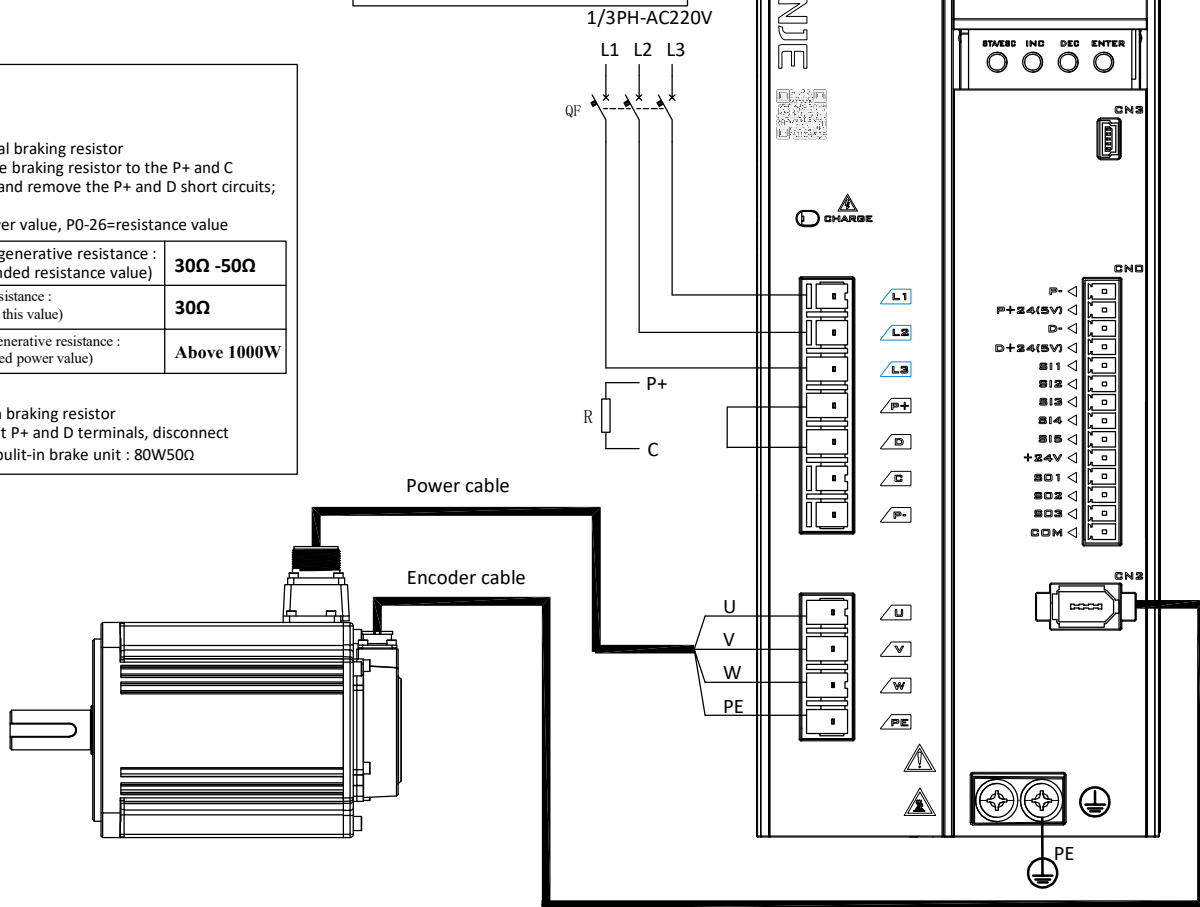 1/3PH-AC220V
L1 L2 L3
QF
NJE
STA/ESC INC DEC ENTER
CN3
al braking resistor
e braking resistor to the P+ and C
and remove the P+ and D short circuits;
er value, P0-26=resistance value
generative resistance :
nded resistance value)
30Ω -50Ω
sistance :
this value)
30Ω
enerative resistance :
ed power value)
Above 1000W
n braking resistor
t P+ and D terminals, disconnect
pulit-in brake unit : 80W50Ω
CHARGE
L1
L2
L3
P+
D
C
P-
P+
R
C
CN0
P-
P+24(5V)
D-
D+24(5V)
SI1
SI2
SI3
SI4
SI5
+24V
SO1
SO2
SO3
COM
CN2
Power cable
Encoder cable
U
V
W
PE
U
V
W
PE
PE